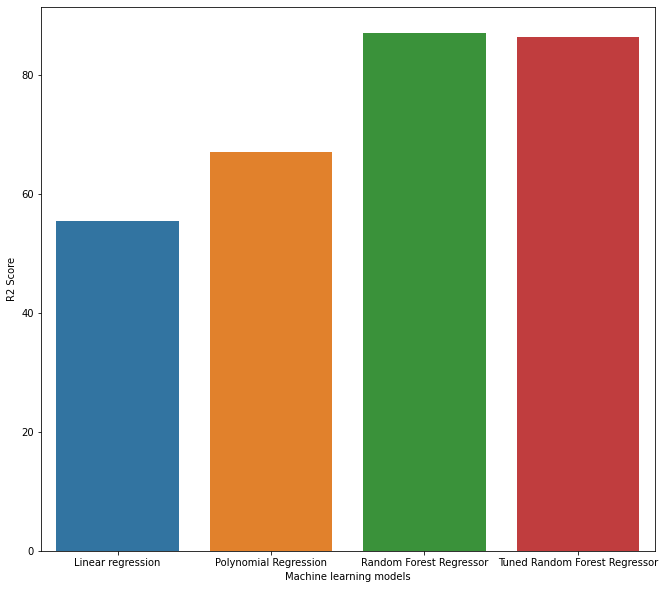 R2 Score
80
60
40
20
0
Linear regression
Polynomial Regression
Random Forest Regressor
Tuned Random Forest Regressor
Machine learning models